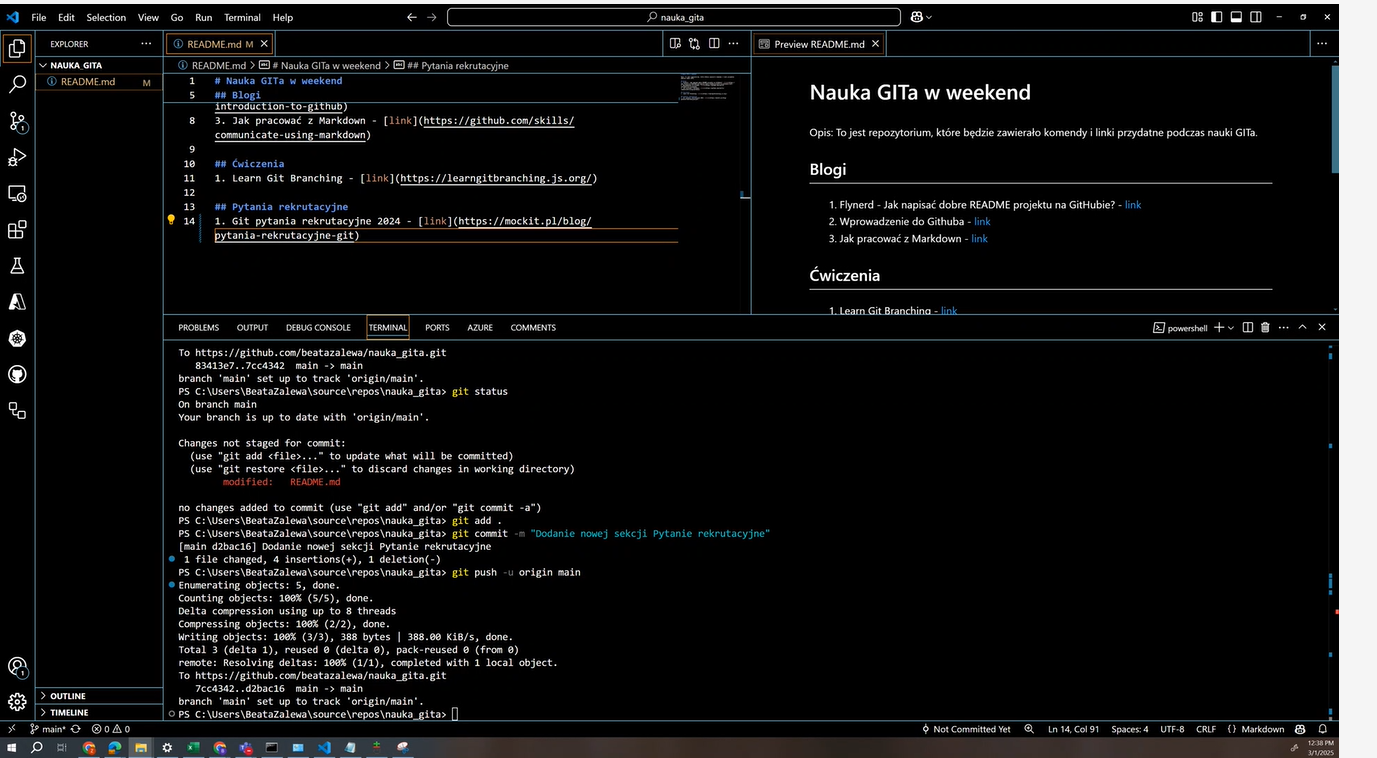 File Edit Selection View Go Run Terminal Help
nauka_gita
EXPLORER
NAUKA_GITA
README.md M
OUTLINE
TIMELINE
README.md M
README.md > # Nauka GITa w weekend > ## Pytania rekrutacyjne
1 # Nauka GITa w weekend
5 ## Blogi
introduction-to-github)
8 3. Jak pracować z Markdown - [link](https://github.com/skills/
communicate-using-markdown)
9
10 ## Ćwiczenia
11 1. Learn Git Branching - [link](https://learngitbranching.js.org/)
12
13 ## Pytania rekrutacyjne
14 1. Git pytania rekrutacyjne 2024 - [link](https://mockit.pl/blog/
pytania-rekrutacyjne-git)
Preview README.md
Nauka GITa w weekend
Opis: To jest repozytorium, które będzie zawierało komendy i linki przydatne podczas nauki GITa.
Blogi
1. Flynerd - Jak napisać dobre README projektu na GitHubie? - link
2. Wprowadzenie do Githuba - link
3. Jak pracować z Markdown - link
Ćwiczenia
1. Learn Git Branching - link
PROBLEMS OUTPUT DEBUG CONSOLE TERMINAL PORTS AZURE COMMENTS
powershell
To https://github.com/beatazalewa/nauka_gita.git
83413e7..7cc4342 main -> main
branch 'main' set up to track 'origin/main'.
PS C:\Users\BeataZalewa\source\repos\nauka_gita> git status
On branch main
Your branch is up to date with 'origin/main'.
Changes not staged for commit:
(use "git add <file>..." to update what will be committed)
(use "git restore <file>..." to discard changes in working directory)
modified: README.md
no changes added to commit (use "git add" and/or "git commit -a")
PS C:\Users\BeataZalewa\source\repos\nauka_gita> git add .
PS C:\Users\BeataZalewa\source\repos\nauka_gita> git commit -m "Dodanie nowej sekcji Pytanie rekrutacyjne"
[main d2bac16] Dodanie nowej sekcji Pytanie rekrutacyjne
1 file changed, 4 insertions(+), 1 deletion(-)
PS C:\Users\BeataZalewa\source\repos\nauka_gita> git push -u origin main
Enumerating objects: 5, done.
Counting objects: 100% (5/5), done.
Delta compression using up to 8 threads
Compressing objects: 100% (2/2), done.
Writing objects: 100% (3/3), 388 bytes | 388.00 KiB/s, done.
Total 3 (delta 1), reused 0 (delta 0), pack-reused 0 (from 0)
remote: Resolving deltas: 100% (1/1), completed with 1 local object.
To https://github.com/beatazalewa/nauka_gita.git
7cc4342..d2bac16 main -> main
branch 'main' set up to track 'origin/main'.
PS C:\Users\BeataZalewa\source\repos\nauka_gita>
main* 0 0 Not Committed Yet Ln 14, Col 91 Spaces: 4 UTF-8 CRLF {} Markdown
12:38 PM
3/1/2025